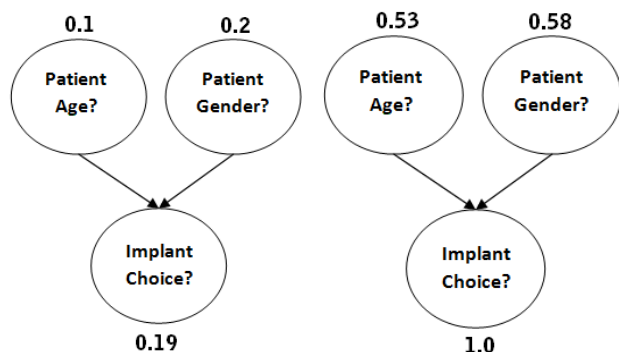 0.1
0.2
0.53
0.58
Patient
Age?
Patient
Gender?
Patient
Age?
Patient
Gender?
Implant
Choice?
Implant
Choice?
0.19
1.0